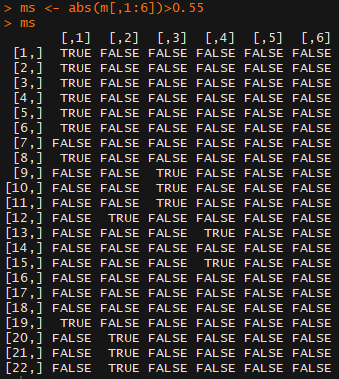 > ms <- abs(m[,1:6])>0.55
> ms
       [,1]  [,2]  [,3]  [,4]  [,5]  [,6]
 [1,]  TRUE FALSE FALSE FALSE FALSE FALSE
 [2,]  TRUE FALSE FALSE FALSE FALSE FALSE
 [3,]  TRUE FALSE FALSE FALSE FALSE FALSE
 [4,]  TRUE FALSE FALSE FALSE FALSE FALSE
 [5,]  TRUE FALSE FALSE FALSE FALSE FALSE
 [6,]  TRUE FALSE FALSE FALSE FALSE FALSE
 [7,] FALSE FALSE FALSE FALSE FALSE FALSE
 [8,]  TRUE FALSE FALSE FALSE FALSE FALSE
 [9,] FALSE FALSE  TRUE FALSE FALSE FALSE
[10,] FALSE FALSE  TRUE FALSE FALSE FALSE
[11,] FALSE FALSE  TRUE FALSE FALSE FALSE
[12,] FALSE  TRUE FALSE FALSE FALSE FALSE
[13,] FALSE FALSE FALSE  TRUE FALSE FALSE
[14,] FALSE FALSE FALSE FALSE FALSE FALSE
[15,] FALSE FALSE FALSE  TRUE FALSE FALSE
[16,] FALSE FALSE FALSE FALSE FALSE FALSE
[17,] FALSE FALSE FALSE FALSE FALSE FALSE
[18,] FALSE FALSE FALSE FALSE FALSE FALSE
[19,]  TRUE FALSE FALSE FALSE FALSE FALSE
[20,] FALSE  TRUE FALSE FALSE FALSE FALSE
[21,] FALSE  TRUE FALSE FALSE FALSE FALSE
[22,] FALSE  TRUE FALSE FALSE FALSE FALSE